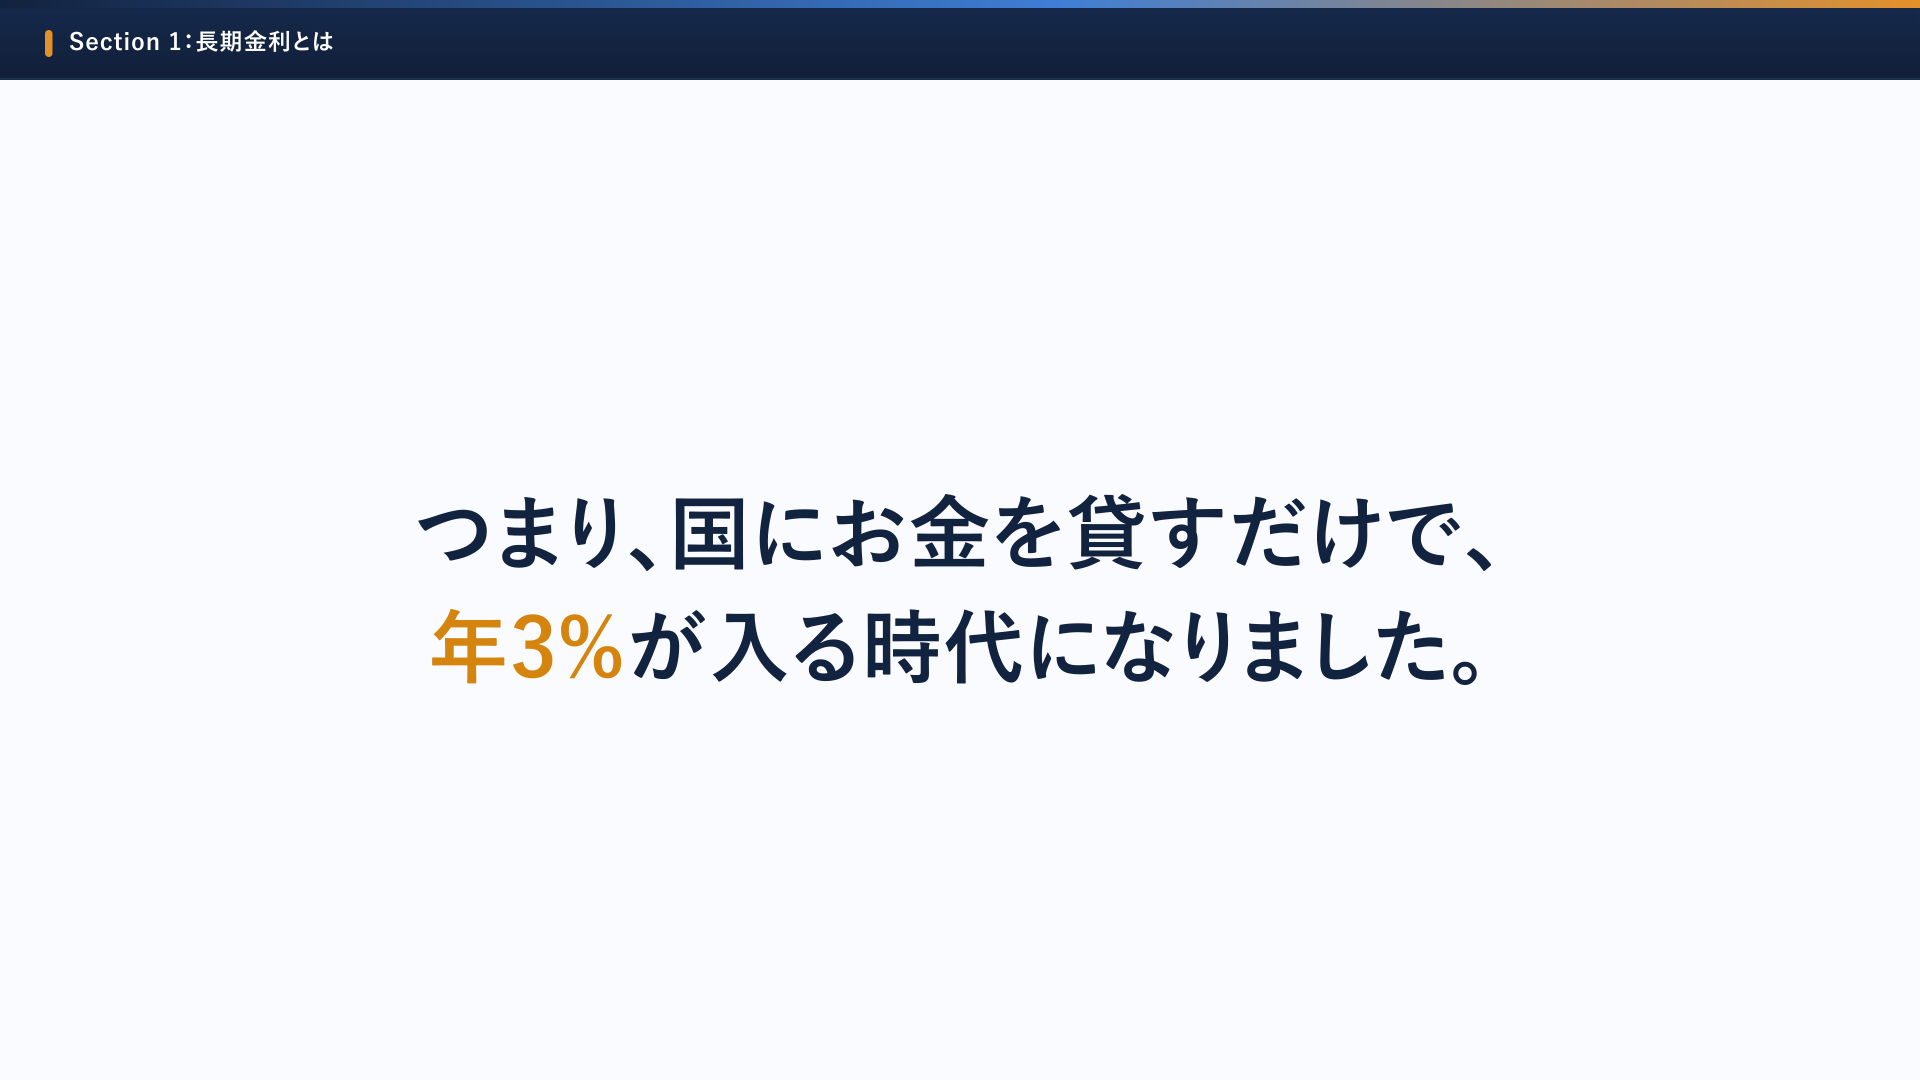 Section 1：長期金利とは
つまり、国にお金を貸すだけで、
年3%が入る時代になりました。